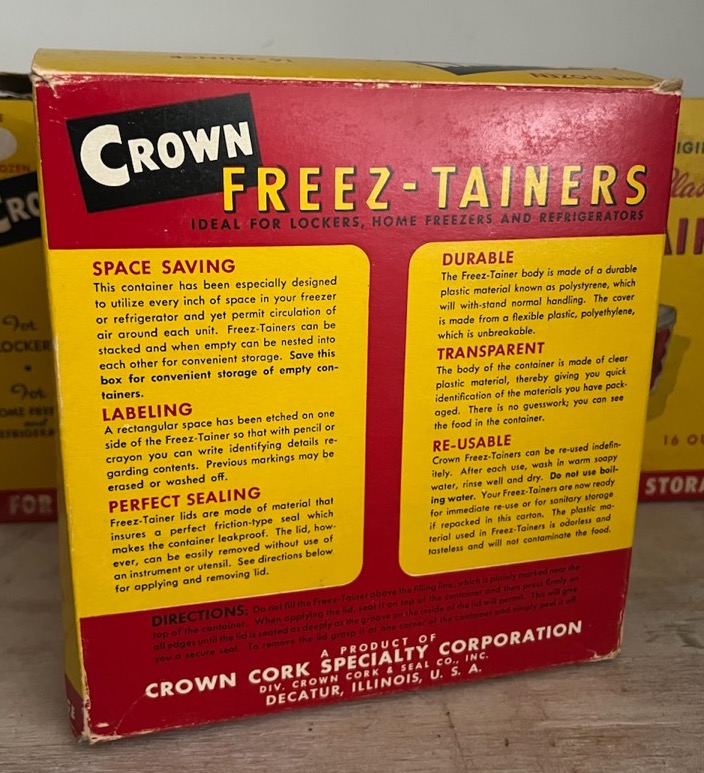 16 OUNCE
CROWN
FREEZ-TAINERS
IDEAL FOR LOCKERS, HOME FREEZERS AND REFRIGERATORS
SPACE SAVING
This container has been especially designed
to utilize every inch of space in your freezer
or refrigerator and yet permit circulation of
air around each unit. Freez-Tainers can be
stacked and when empty can be nested into
each other for convenient storage. Save this
box for convenient storage of empty con-
tainers.
LABELING
A rectangular space has been etched on one
side of the Freez-Tainer so that with pencil or
crayon you can write identifying details re-
garding contents. Previous markings may be
erased or washed off.
PERFECT SEALING
Freez-Tainer lids are made of material that
insures a perfect friction-type seal which
makes the container leakproof. The lid, how-
ever, can be easily removed without use of
an instrument or utensil. See directions below
for applying and removing lid.
DURABLE
The Freez-Tainer body is made of a durable
plastic material known as polystyrene, which
will with-stand normal handling. The cover
is made from a flexible plastic, polyethylene,
which is unbreakable.
TRANSPARENT
The body of the container is made of clear
plastic material, thereby giving you quick
identification of the materials you have pack-
aged. There is no guesswork; you can see
the food in the container.
RE-USABLE
Crown Freez-Tainers can be re-used indefin-
itely. After each use, wash in warm soapy
water, rinse well and dry. Do not use boil-
ing water. Your Freez-Tainers are now ready
for immediate re-use or for sanitary storage
if repacked in this carton. The plastic ma-
terial used in Freez-Tainers is odorless and
tasteless and will not contaminate the food.
DIRECTIONS: Do not fill the Freez-Tainer above the filling line, which is plainly marked near the
top of the container. When applying the lid, seal it on top of the container and then press firmly on
all edges until the lid is seated as deeply as the groove on the inside of the lid will permit. This will give
you a secure seal. To remove the lid grasp it at one corner of the container and simply peel it off.
A PRODUCT OF
CROWN CORK SPECIALTY CORPORATION
DIV. CROWN CORK & SEAL CO., INC.
DECATUR, ILLINOIS, U. S. A.
For
For
and
FOR
16 OU
STORA